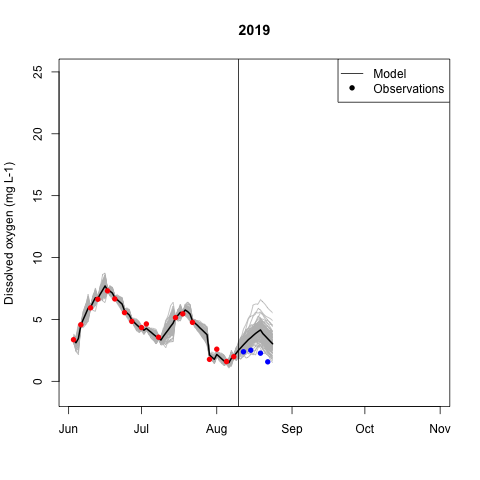 2019
Model
Observations
Dissolved oxygen (mg L-1)
25
20
15
10
5
0
Jun Jul Aug Sep Oct Nov